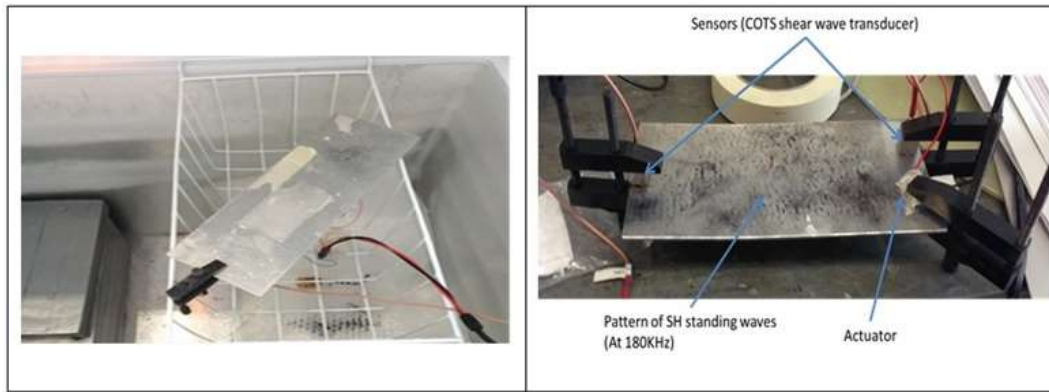 Sensors (COTS shear wave transducer)
Pattern of SH standing waves
(At 180KHz)
Actuator